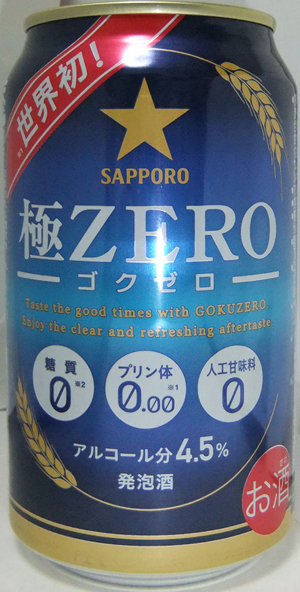 世界初!
SAPPORO
極ZERO
ゴクゼロ
Taste the good times with GOKUZERO.
Enjoy the clear and refreshing aftertaste
糖質
0※2
プリン体
0.00※1
人工甘味料
0
アルコール分4.5%
発泡酒
お酒